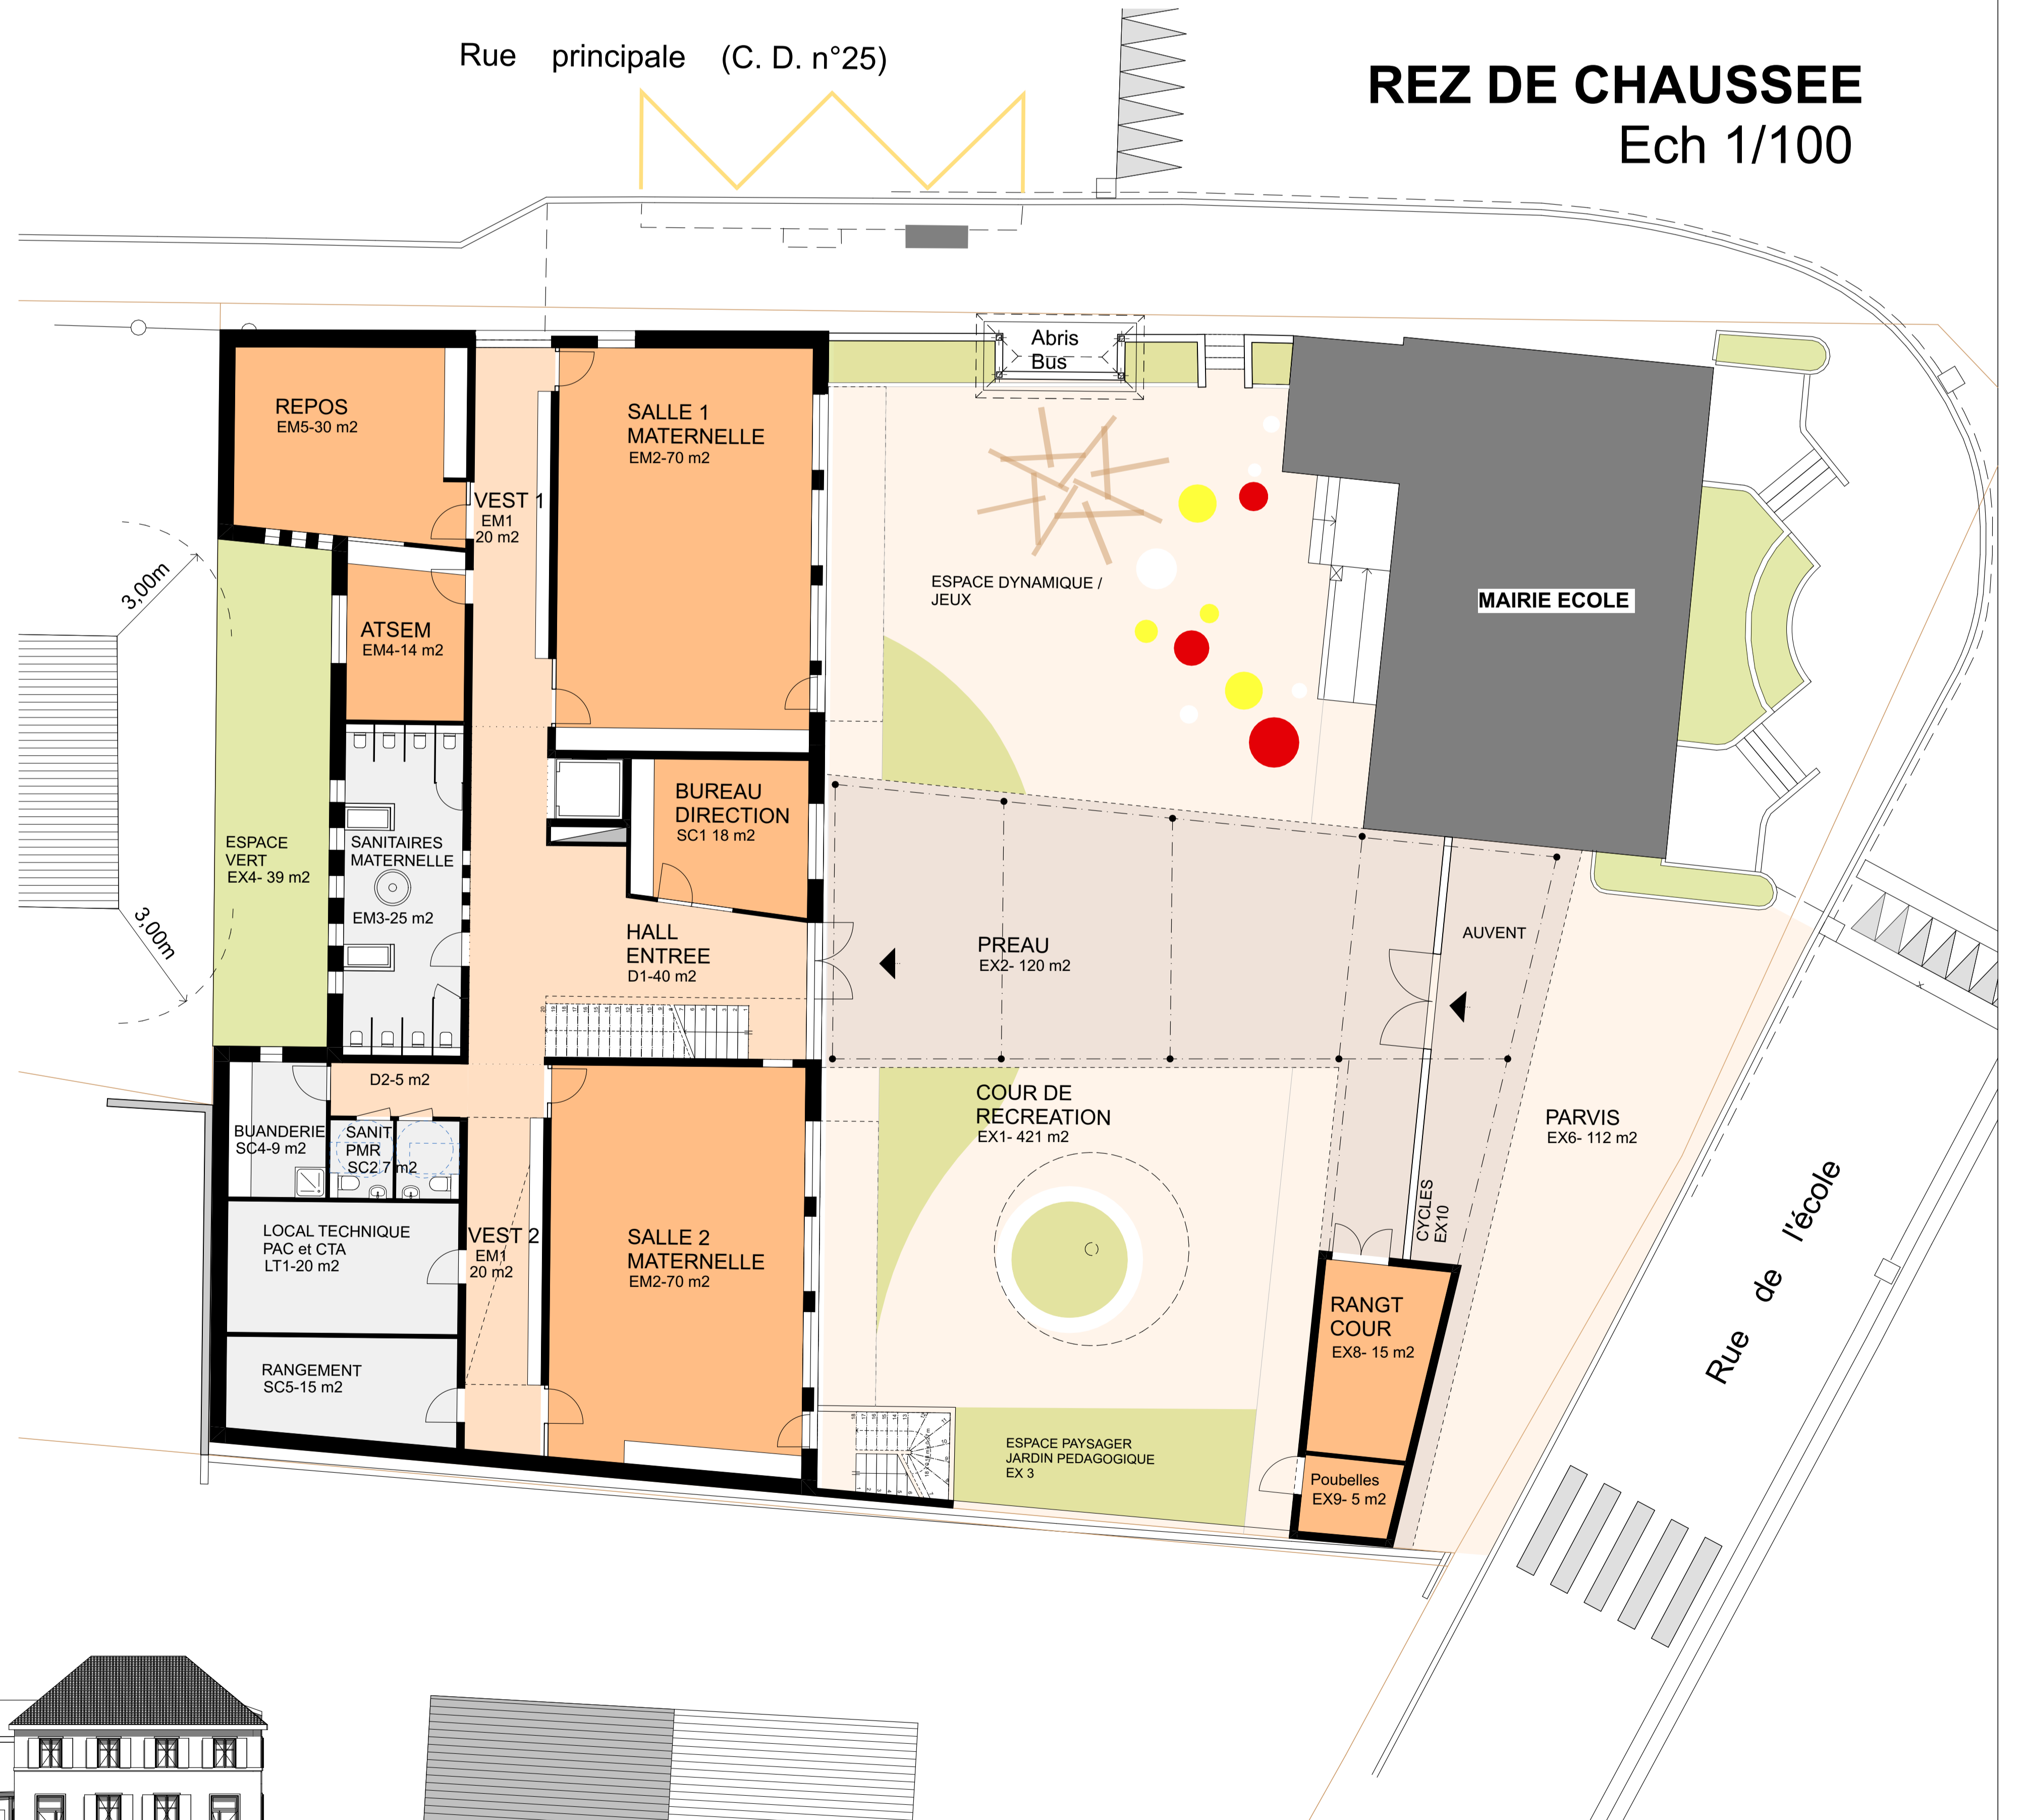 Rue principale (C. D. n°25)
REZ DE CHAUSSEE
Ech 1/100
Abris
Bus
REPOS
EM5-30 m2
SALLE 1
MATERNELLE
EM2-70 m2
VEST 1
EM1
20 m2
3,00m
ATSEM
EM4-14 m2
ESPACE DYNAMIQUE /
JEUX
MAIRIE ECOLE
BUREAU
DIRECTION
SC1 18 m2
ESPACE
VERT
EX4- 39 m2
SANITAIRES
MATERNELLE
EM3-25 m2
3,00m
HALL
ENTREE
D1-40 m2
PREAU
EX2- 120 m2
AUVENT
D2-5 m2
COUR DE
RECREATION
EX1- 421 m2
PARVIS
EX6- 112 m2
BUANDERIE
SC4-9 m2
SANIT
PMR
SC2 7 m2
LOCAL TECHNIQUE
PAC et CTA
LT1-20 m2
VEST 2
EM1
20 m2
SALLE 2
MATERNELLE
EM2-70 m2
CYCLES
EX10
Rue de l'école
RANGT
COUR
EX8- 15 m2
RANGEMENT
SC5-15 m2
ESPACE PAYSAGER
JARDIN PEDAGOGIQUE
EX 3
Poubelles
EX9- 5 m2